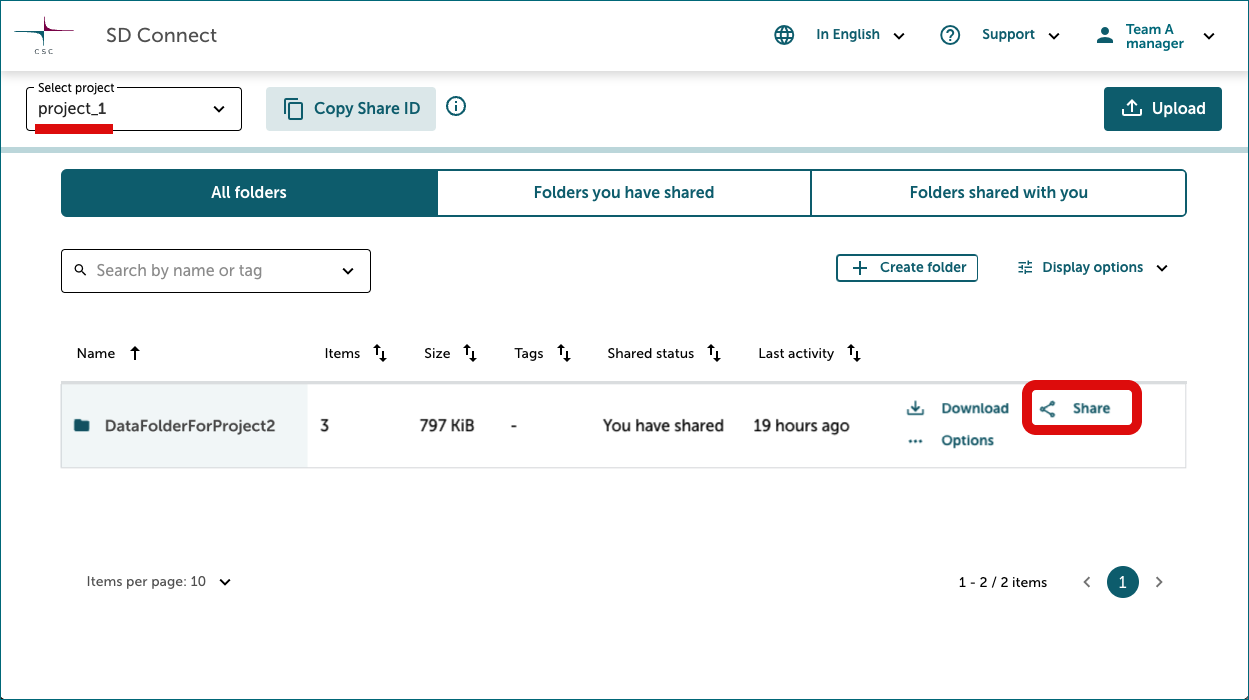 CSC
SD Connect
In English
Support
Team A
manager
Select project
project_1
Copy Share ID
Upload
All folders
Folders you have shared
Folders shared with you
Search by name or tag
Create folder
Display options
Name
Items
Size
Tags
Shared status
Last activity
DataFolderForProject2
3
797 KiB
-
You have shared
19 hours ago
Download
Share
Options
Items per page: 10
1 - 2 / 2 items
1